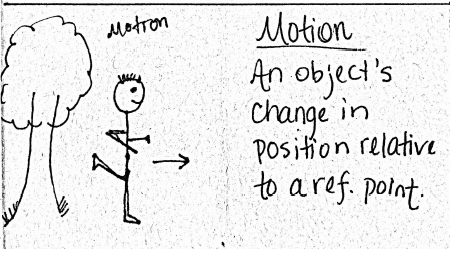 Motion
Motion
An object's
change in
position relative
to a ref. point.